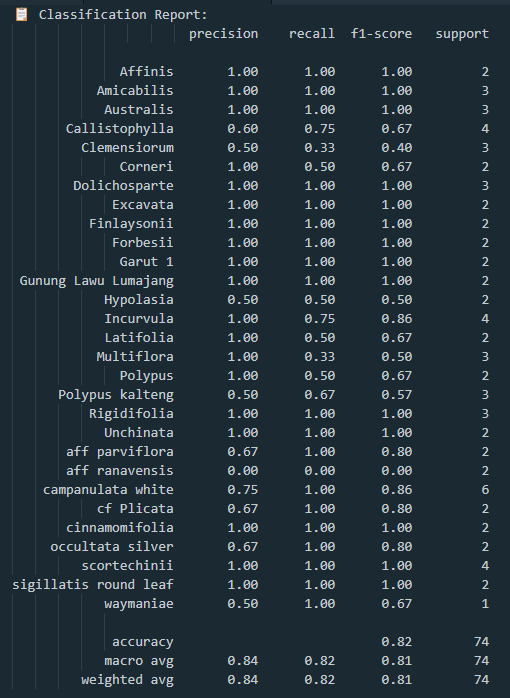 📋 Classification Report:
precision recall f1-score support
Affinis 1.00 1.00 1.00 2
Amicabilis 1.00 1.00 1.00 3
Australis 1.00 1.00 1.00 3
Callistophylla 0.60 0.75 0.67 4
Clemensiorum 0.50 0.33 0.40 3
Corneri 1.00 0.50 0.67 2
Dolichosparte 1.00 1.00 1.00 3
Excavata 1.00 1.00 1.00 2
Finlaysonii 1.00 1.00 1.00 2
Forbesii 1.00 1.00 1.00 2
Garut 1 1.00 1.00 1.00 2
Gunung Lawu Lumajang 1.00 1.00 1.00 2
Hypolasia 0.50 0.50 0.50 2
Incurvula 1.00 0.75 0.86 4
Latifolia 1.00 0.50 0.67 2
Multiflora 1.00 0.33 0.50 3
Polypus 1.00 0.50 0.67 2
Polypus kalteng 0.50 0.67 0.57 3
Rigidifolia 1.00 1.00 1.00 3
Unchinata 1.00 1.00 1.00 2
aff parviflora 0.67 1.00 0.80 2
aff ranavensis 0.00 0.00 0.00 2
campanulata white 0.75 1.00 0.86 6
cf Plicata 0.67 1.00 0.80 2
cinnamomifolia 1.00 1.00 1.00 2
occultata silver 0.67 1.00 0.80 2
scortechinii 1.00 1.00 1.00 4
sigillatis round leaf 1.00 1.00 1.00 2
waymaniae 0.50 1.00 0.67 1
accuracy 0.82 74
macro avg 0.84 0.82 0.81 74
weighted avg 0.84 0.82 0.81 74